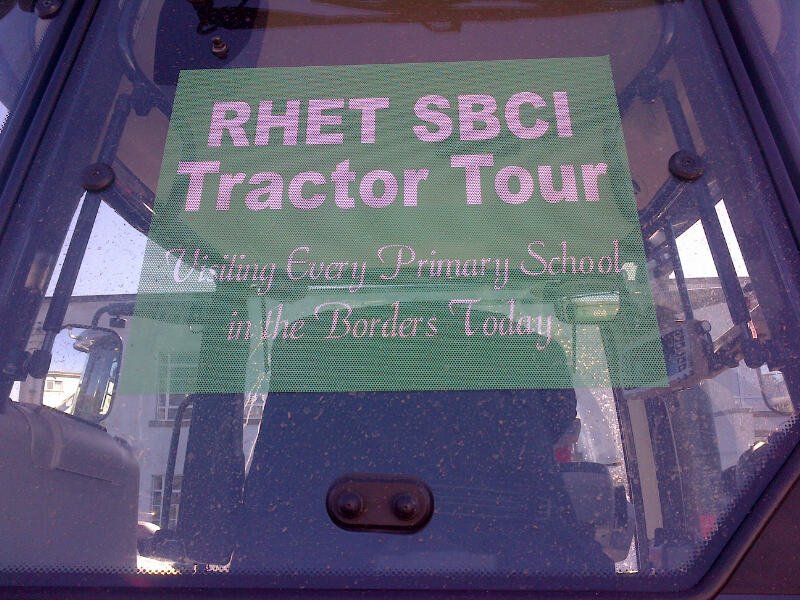 RHET SBCI
Tractor Tour
Visiting Every Primary School
in the Borders Today